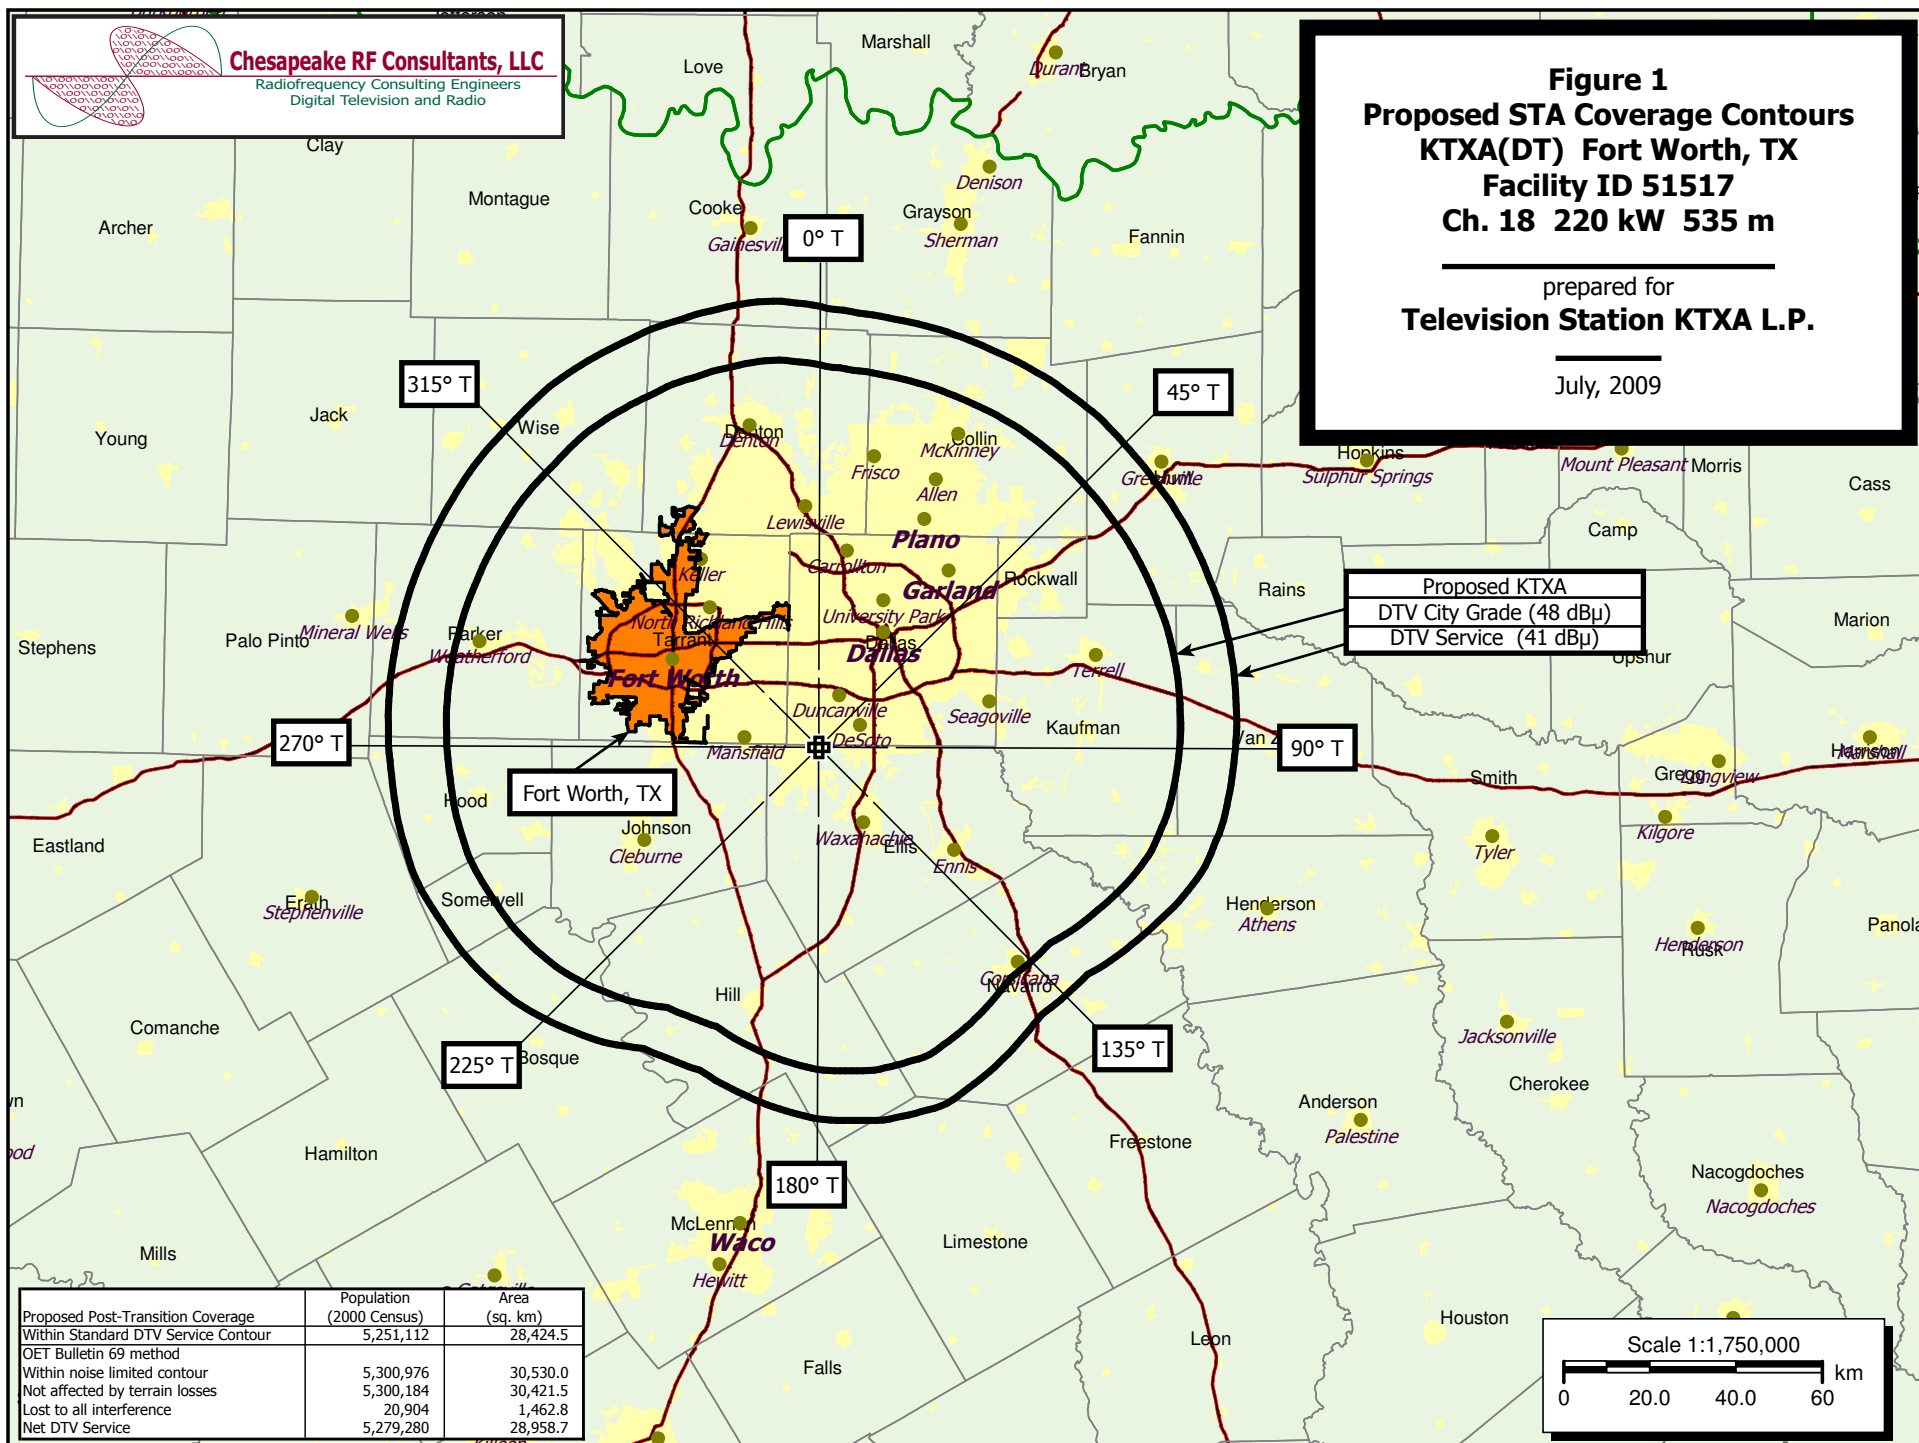 Chesapeake RF Consultants, LLC
Radiofrequency Consulting Engineers
Digital Television and Radio
Figure 1
Proposed STA Coverage Contours
KTXA(DT) Fort Worth, TX
Facility ID 51517
Ch. 18 220 kW 535 m
prepared for
Television Station KTXA L.P.
July, 2009
Love
Marshall
Durant
Bryan
Clay
Montague
Cooke
Grayson
Denison
Sherman
Fannin
Archer
0° T
315° T
45° T
Young
Jack
Wise
Denton
Denton
Collin
McKinney
Frisco
Allen
Hopkins
Sulphur Springs
Mount Pleasant
Morris
Cass
Greenville
Hunt
Lewisville
Plano
Camp
Carrollton
Keller
Garland
Rockwall
Rains
Proposed KTXA
DTV City Grade (48 dBµ)
DTV Service (41 dBµ)
Marion
Upshur
Stephens
Palo Pinto
Mineral Wells
Parker
Weatherford
North Richland Hills
Tarrant
University Park
Dallas
Dallas
Fort Worth
Terrell
Duncanville
Seagoville
DeSoto
Mansfield
Kaufman
Van Z
270° T
90° T
Harrison
Marshall
Gregg
Longview
Smith
Kilgore
Fort Worth, TX
Hood
Johnson
Cleburne
Waxahachie
Ellis
Ennis
Tyler
Eastland
Erath
Stephenville
Somervell
Henderson
Athens
Henderson
Rusk
Panola
Corsicana
Navarro
Hill
Comanche
Bosque
225° T
135° T
Jacksonville
Cherokee
Anderson
Palestine
Freestone
Hamilton
180° T
Nacogdoches
Nacogdoches
McLennan
Waco
Hewitt
Limestone
Mills
Houston
Leon
Falls
Proposed Post-Transition Coverage Population (2000 Census) Area (sq. km)
Within Standard DTV Service Contour 5,251,112 28,424.5
OET Bulletin 69 method
Within noise limited contour 5,300,976 30,530.0
Not affected by terrain losses 5,300,184 30,421.5
Lost to all interference 20,904 1,462.8
Net DTV Service 5,279,280 28,958.7
Scale 1:1,750,000
km
0 20.0 40.0 60